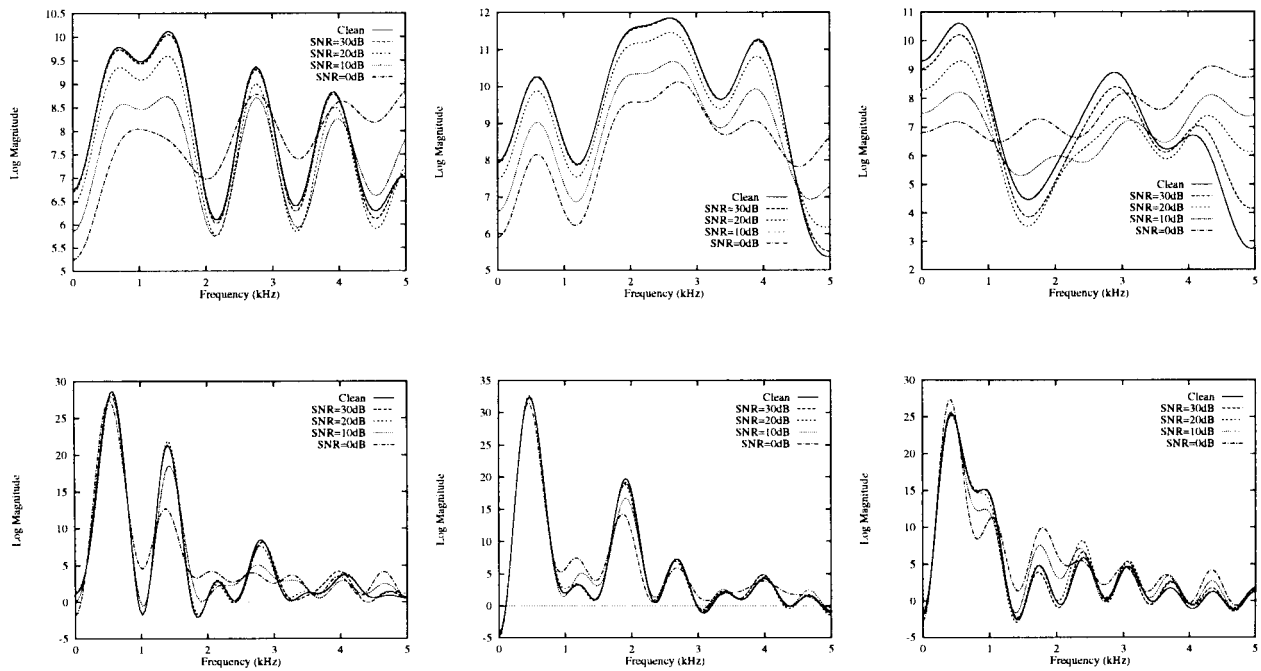 10.5
10
9.5
9
8.5
8
7.5
7
6.5
6
5.5
5
Log Magnitude
Clean
SNR=30dB
SNR=20dB
SNR=10dB
SNR=0dB
0 1 2 3 4 5
Frequency (kHz)
12
11
10
9
8
7
6
5
Log Magnitude
Clean
SNR=30dB
SNR=20dB
SNR=10dB
SNR=0dB
0 1 2 3 4 5
Frequency (kHz)
11
10
9
8
7
6
5
4
3
2
Log Magnitude
Clean
SNR=30dB
SNR=20dB
SNR=10dB
SNR=0dB
0 1 2 3 4 5
Frequency (kHz)
30
25
20
15
10
5
0
-5
Log Magnitude
Clean
SNR=30dB
SNR=20dB
SNR=10dB
SNR=0dB
0 1 2 3 4 5
Frequency (kHz)
35
30
25
20
15
10
5
0
-5
Log Magnitude
Clean
SNR=30dB
SNR=20dB
SNR=10dB
SNR=0dB
0 1 2 3 4 5
Frequency (kHz)
30
25
20
15
10
5
0
-5
Log Magnitude
Clean
SNR=30dB
SNR=20dB
SNR=10dB
SNR=0dB
0 1 2 3 4 5
Frequency (kHz)